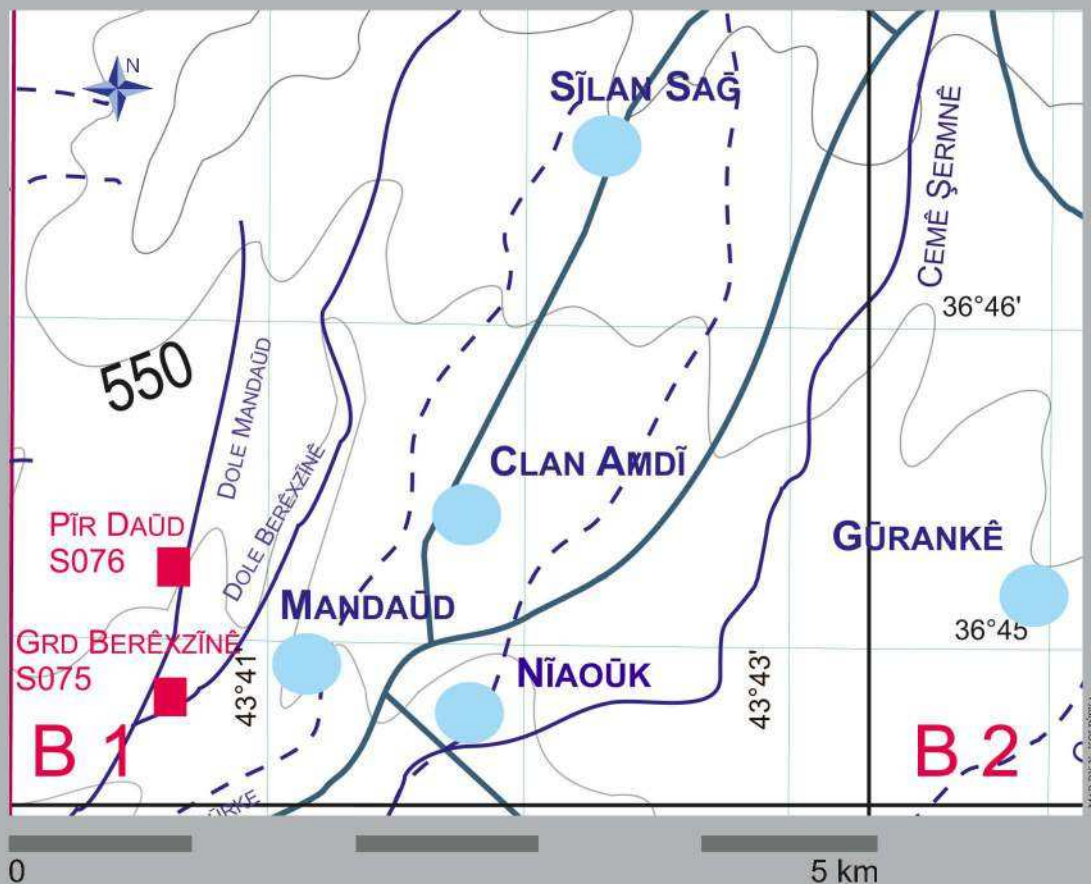 N
SĪLAN SAḠ
CEMÊ ŞERMNÊ
36°46'
550
DOLE MANDAŪD
DOLE BERÊXZĪNÊ
CLAN AMDĪ
PĪR DAŪD
S076
GŪRANKÊ
MANDAŪD
36°45
GRD BERÊXZĪNÊ
S075
43°41'
NĪAOŪK
43°43'
B 1
B 2
0
5 km